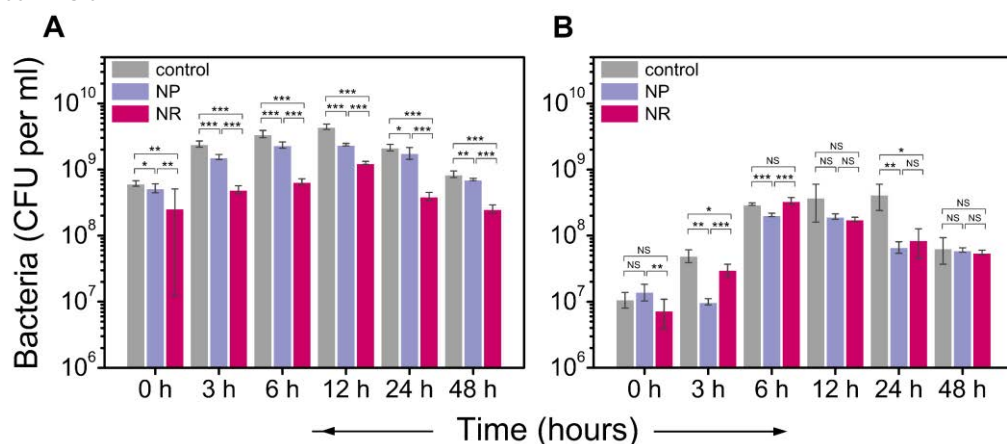 A
Bacteria (CFU per ml)
control
NP
NR
10¹⁰
10⁹
10⁸
10⁷
10⁶
**
* **
***
*** ***
***
*** ***
***
*** ***
***
* ***
***
** ***
0 h 3 h 6 h 12 h 24 h 48 h
B
control
NP
NR
10¹⁰
10⁹
10⁸
10⁷
10⁶
NS
NS **
*
** ***
NS
*** ***
NS
NS NS
*
** NS
NS
NS NS
0 h 3 h 6 h 12 h 24 h 48 h
Time (hours)